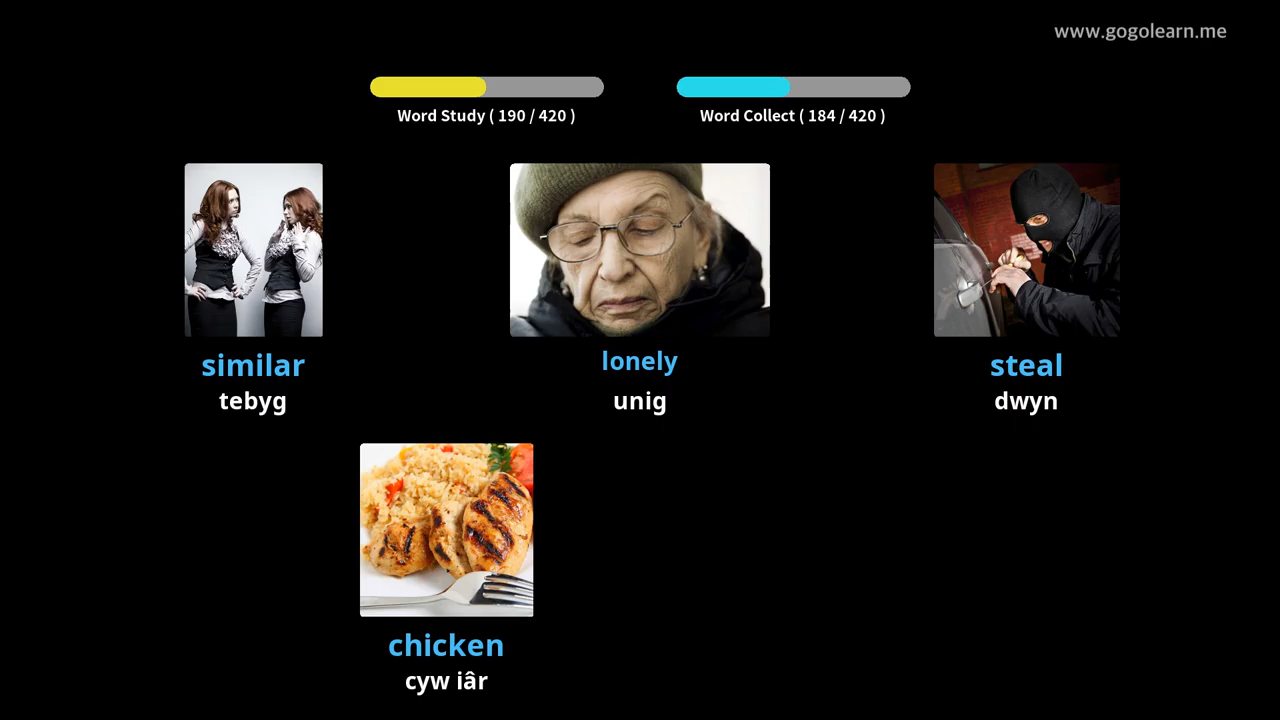 www.gogolearn.me
Word Study ( 190 / 420 )
Word Collect ( 184 / 420 )
similar
tebyg
lonely
unig
steal
dwyn
chicken
cyw iâr